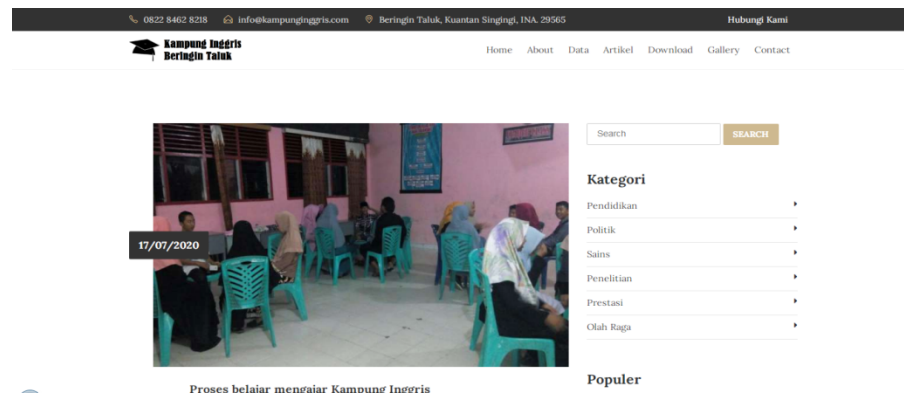 0822 8462 8218 info@kampunginggris.com Beringin Taluk, Kuantan Singingi, INA. 29565 Hubungi Kami
Kampung Inggris
Beringin Taluk
Home About Data Artikel Download Gallery Contact
Search SEARCH
Kategori
Pendidikan
Politik
17/07/2020
Sains
Penelitian
Prestasi
Olah Raga
Populer
Proses belajar mengajar Kampung Inggris